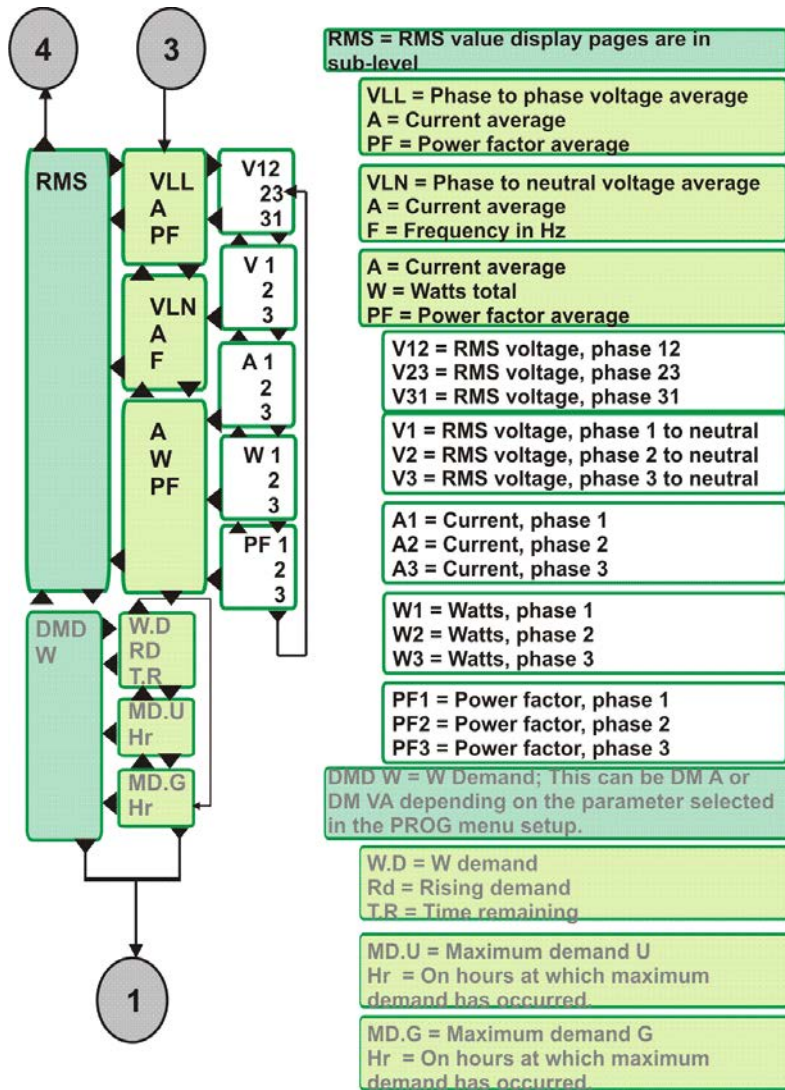 4
3
RMS
VLL
A
PF
V12
23
31
VLN
A
F
V 1
2
3
A
W
PF
A 1
2
3
W 1
2
3
PF 1
2
3
DMD
W
W.D
RD
T.R
MD.U
Hr
MD.G
Hr
1
RMS = RMS value display pages are in
sub-level
VLL = Phase to phase voltage average
A = Current average
PF = Power factor average
VLN = Phase to neutral voltage average
A = Current average
F = Frequency in Hz
A = Current average
W = Watts total
PF = Power factor average
V12 = RMS voltage, phase 12
V23 = RMS voltage, phase 23
V31 = RMS voltage, phase 31
V1 = RMS voltage, phase 1 to neutral
V2 = RMS voltage, phase 2 to neutral
V3 = RMS voltage, phase 3 to neutral
A1 = Current, phase 1
A2 = Current, phase 2
A3 = Current, phase 3
W1 = Watts, phase 1
W2 = Watts, phase 2
W3 = Watts, phase 3
PF1 = Power factor, phase 1
PF2 = Power factor, phase 2
PF3 = Power factor, phase 3
DMD W = W Demand; This can be DM A or
DM VA depending on the parameter selected
in the PROG menu setup.
W.D = W demand
Rd = Rising demand
T.R = Time remaining
MD.U = Maximum demand U
Hr = On hours at which maximum
demand has occurred.
MD.G = Maximum demand G
Hr = On hours at which maximum
demand has occurred.